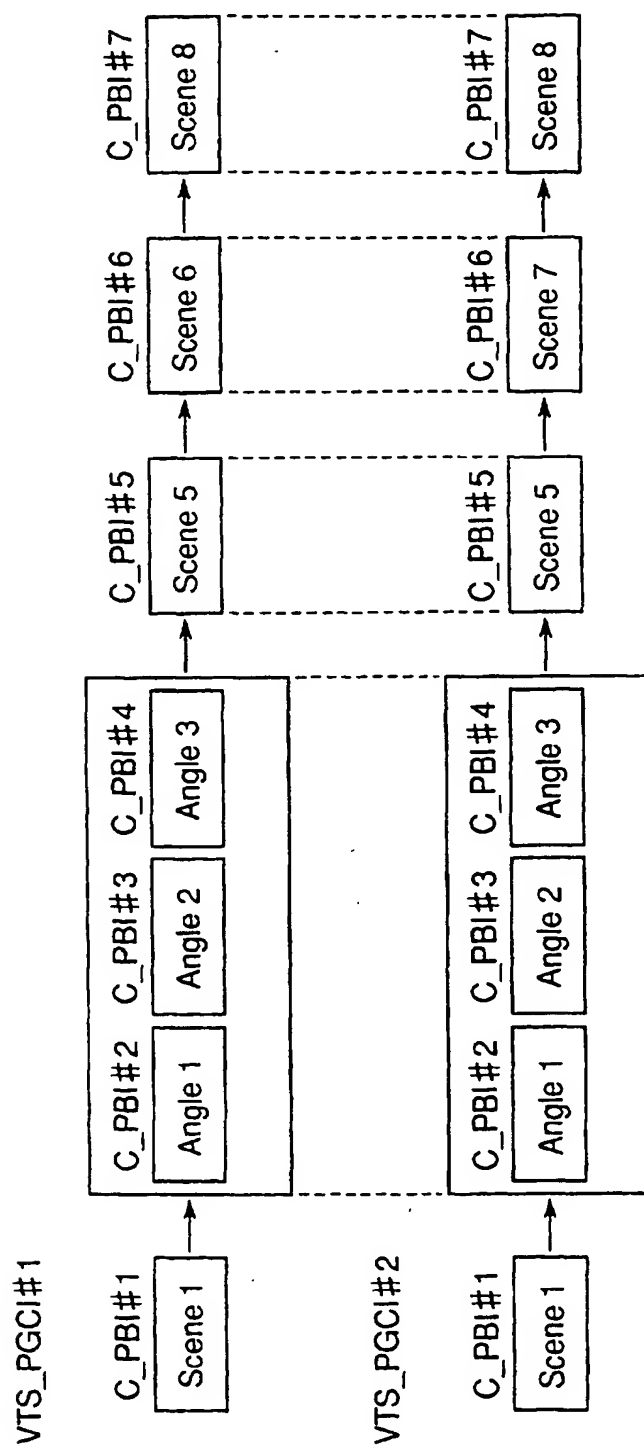 VTS_PGCI#1
C_PBI#1
Scene 1
C_PBI#2
Angle 1
C_PBI#3
Angle 2
C_PBI#4
Angle 3
C_PBI#5
Scene 5
C_PBI#6
Scene 6
C_PBI#7
Scene 8
VTS_PGCI#2
C_PBI#1
Scene 1
C_PBI#2
Angle 1
C_PBI#3
Angle 2
C_PBI#4
Angle 3
C_PBI#5
Scene 5
C_PBI#6
Scene 7
C_PBI#7
Scene 8